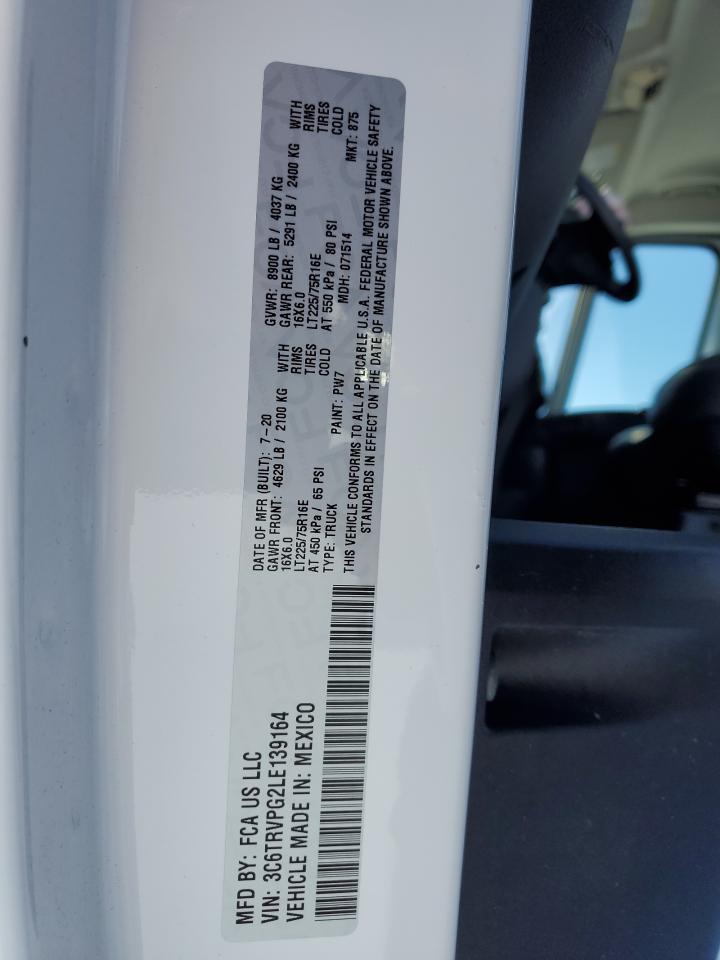 MFD BY: FCA US LLC
VIN: 3C6TRVPG2LE139164
VEHICLE MADE IN: MEXICO
DATE OF MFR (BUILT): 7-20 GVWR: 8900 LB / 4037 KG
GAWR FRONT: 4629 LB / 2100 KG WITH GAWR REAR: 5291 LB / 2400 KG WITH
16X6.0 RIMS 16X6.0 RIMS
LT225/75R16E TIRES LT225/75R16E TIRES
AT 450 kPa / 65 PSI COLD AT 550 kPa / 80 PSI COLD
TYPE: TRUCK PAINT: PW7 MDH: 071514 MKT: 875
THIS VEHICLE CONFORMS TO ALL APPLICABLE U.S.A. FEDERAL MOTOR VEHICLE SAFETY
STANDARDS IN EFFECT ON THE DATE OF MANUFACTURE SHOWN ABOVE.